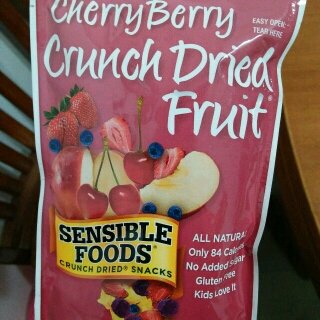 CherryBerry
EASY OPEN
TEAR HERE
Crunch Dried
Fruit®
SENSIBLE
FOODS®
CRUNCH DRIED® SNACKS
ALL NATURAL
Only 84 Calories
No Added Sugar
Gluten Free
Kids Love It